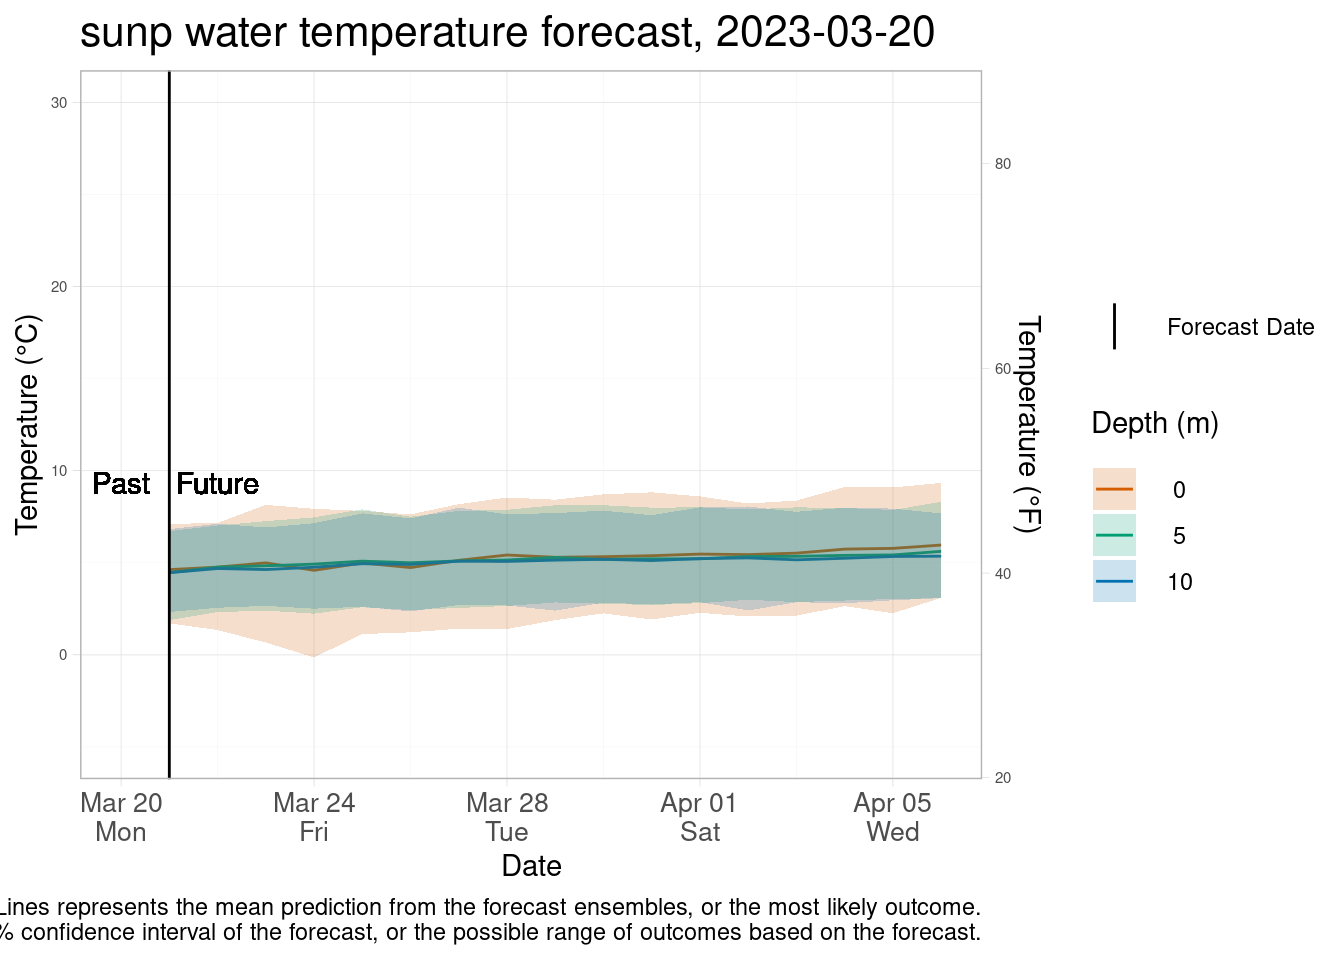 sunp water temperature forecast, 2023-03-20
30
20
10
0
Temperature (°C)
80
60
40
20
Temperature (°F)
Past
Future
Mar 20
Mon
Mar 24
Fri
Mar 28
Tue
Apr 01
Sat
Apr 05
Wed
Date
Forecast Date
Depth (m)
0
5
10
Lines represents the mean prediction from the forecast ensembles, or the most likely outcome.
% confidence interval of the forecast, or the possible range of outcomes based on the forecast.